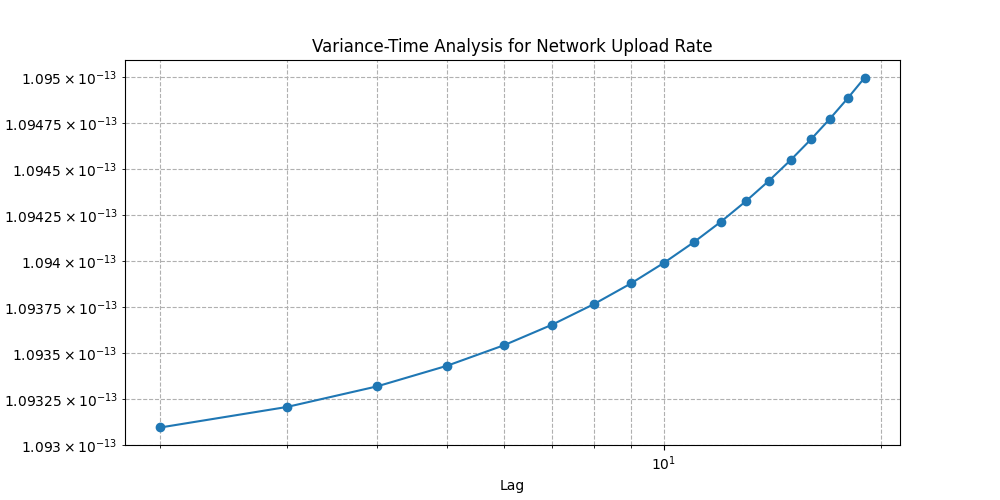 Variance-Time Analysis for Network Upload Rate
1.095 × 10⁻¹³
1.09475 × 10⁻¹³
1.0945 × 10⁻¹³
1.09425 × 10⁻¹³
1.094 × 10⁻¹³
1.09375 × 10⁻¹³
1.0935 × 10⁻¹³
1.09325 × 10⁻¹³
1.093 × 10⁻¹³
10¹
Lag